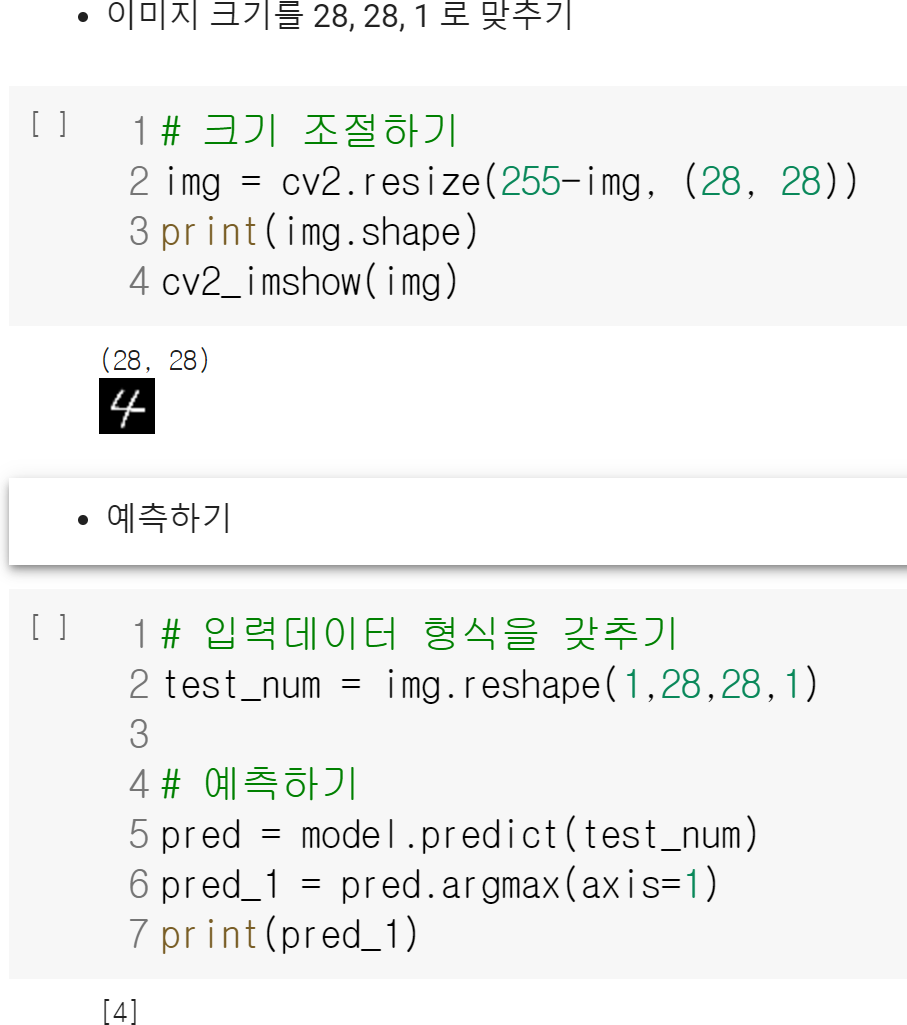 • 이미지 크기를 28, 28, 1 로 맞추기
[ ] 1 # 크기 조절하기
2 img = cv2.resize(255-img, (28, 28))
3 print(img.shape)
4 cv2_imshow(img)
(28, 28)
4
• 예측하기
[ ] 1 # 입력데이터 형식을 갖추기
2 test_num = img.reshape(1,28,28,1)
3
4 # 예측하기
5 pred = model.predict(test_num)
6 pred_1 = pred.argmax(axis=1)
7 print(pred_1)
[4]